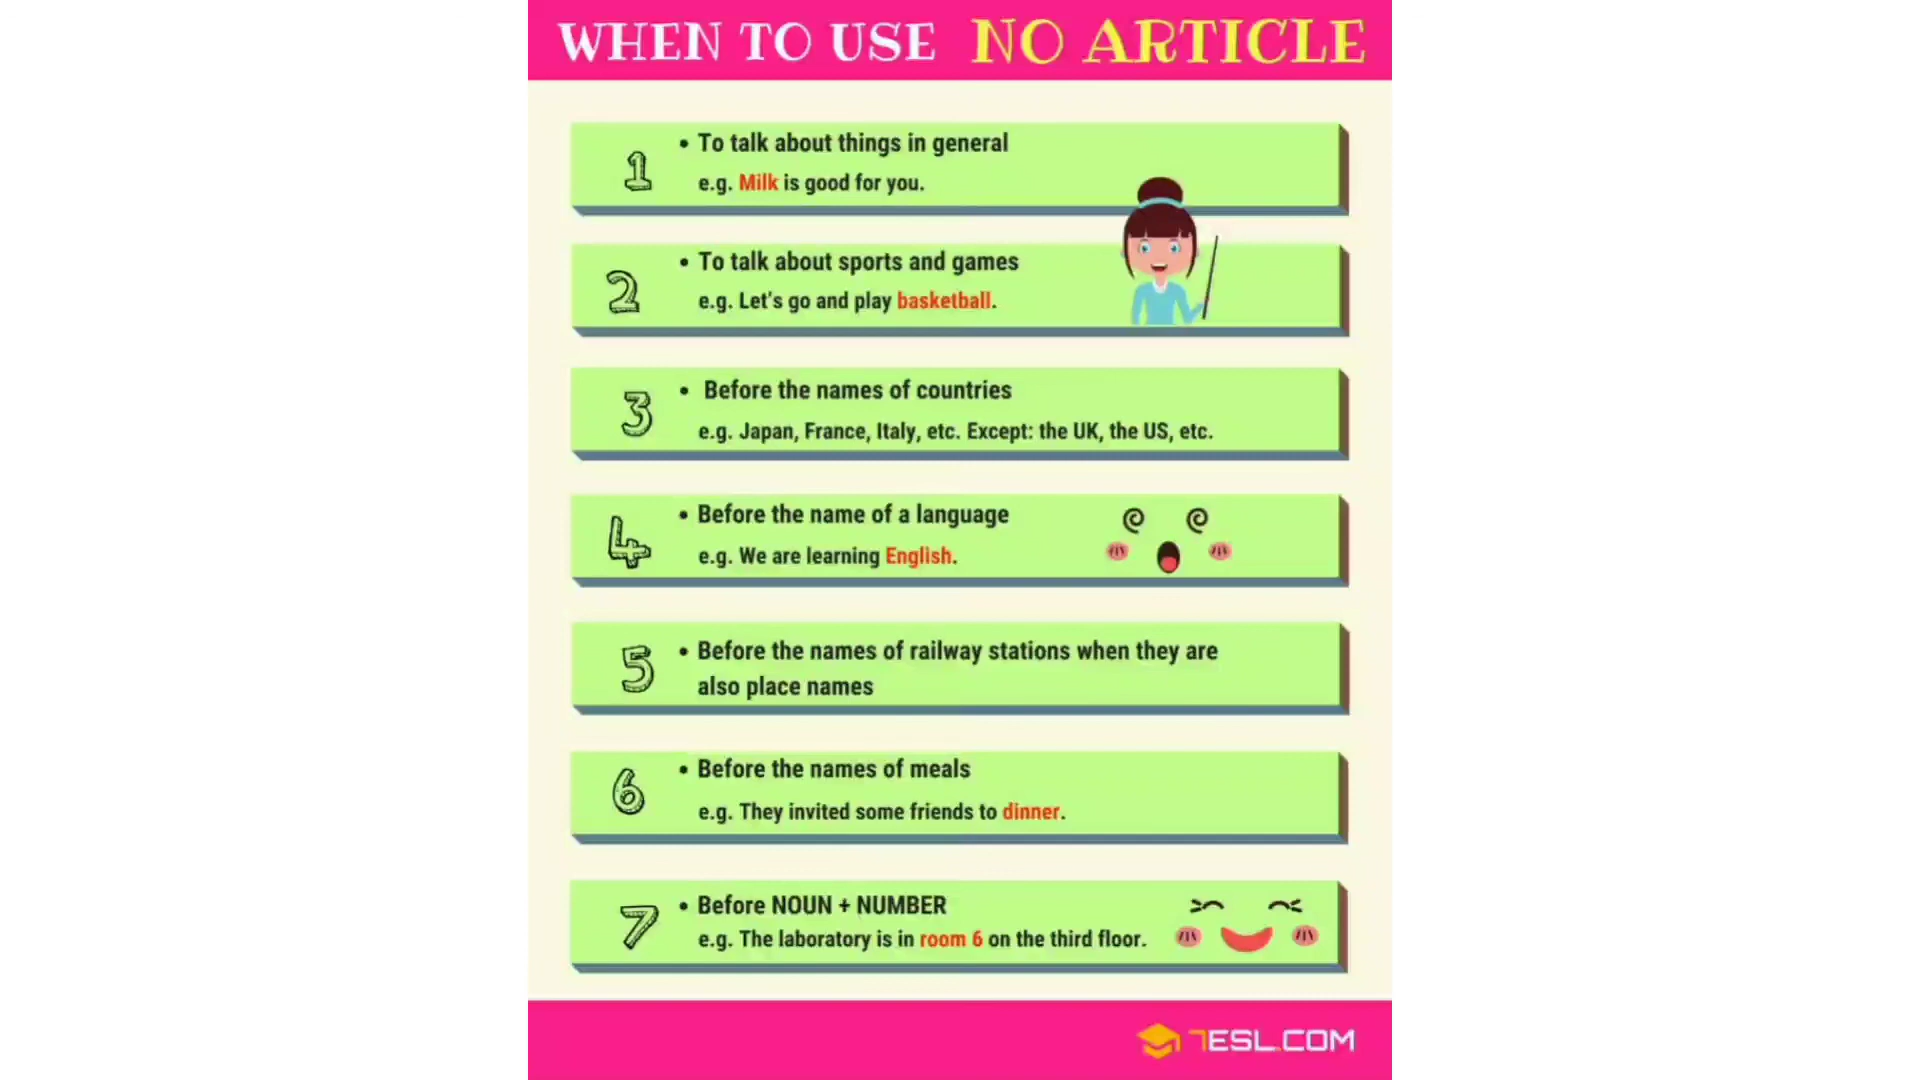 WHEN TO USE NO ARTICLE
1
• To talk about things in general
e.g. Milk is good for you.
2
• To talk about sports and games
e.g. Let's go and play basketball.
3
• Before the names of countries
e.g. Japan, France, Italy, etc. Except: the UK, the US, etc.
4
• Before the name of a language
e.g. We are learning English.
5
• Before the names of railway stations when they are
also place names
6
• Before the names of meals
e.g. They invited some friends to dinner.
7
• Before NOUN + NUMBER
e.g. The laboratory is in room 6 on the third floor.
7ESL.COM